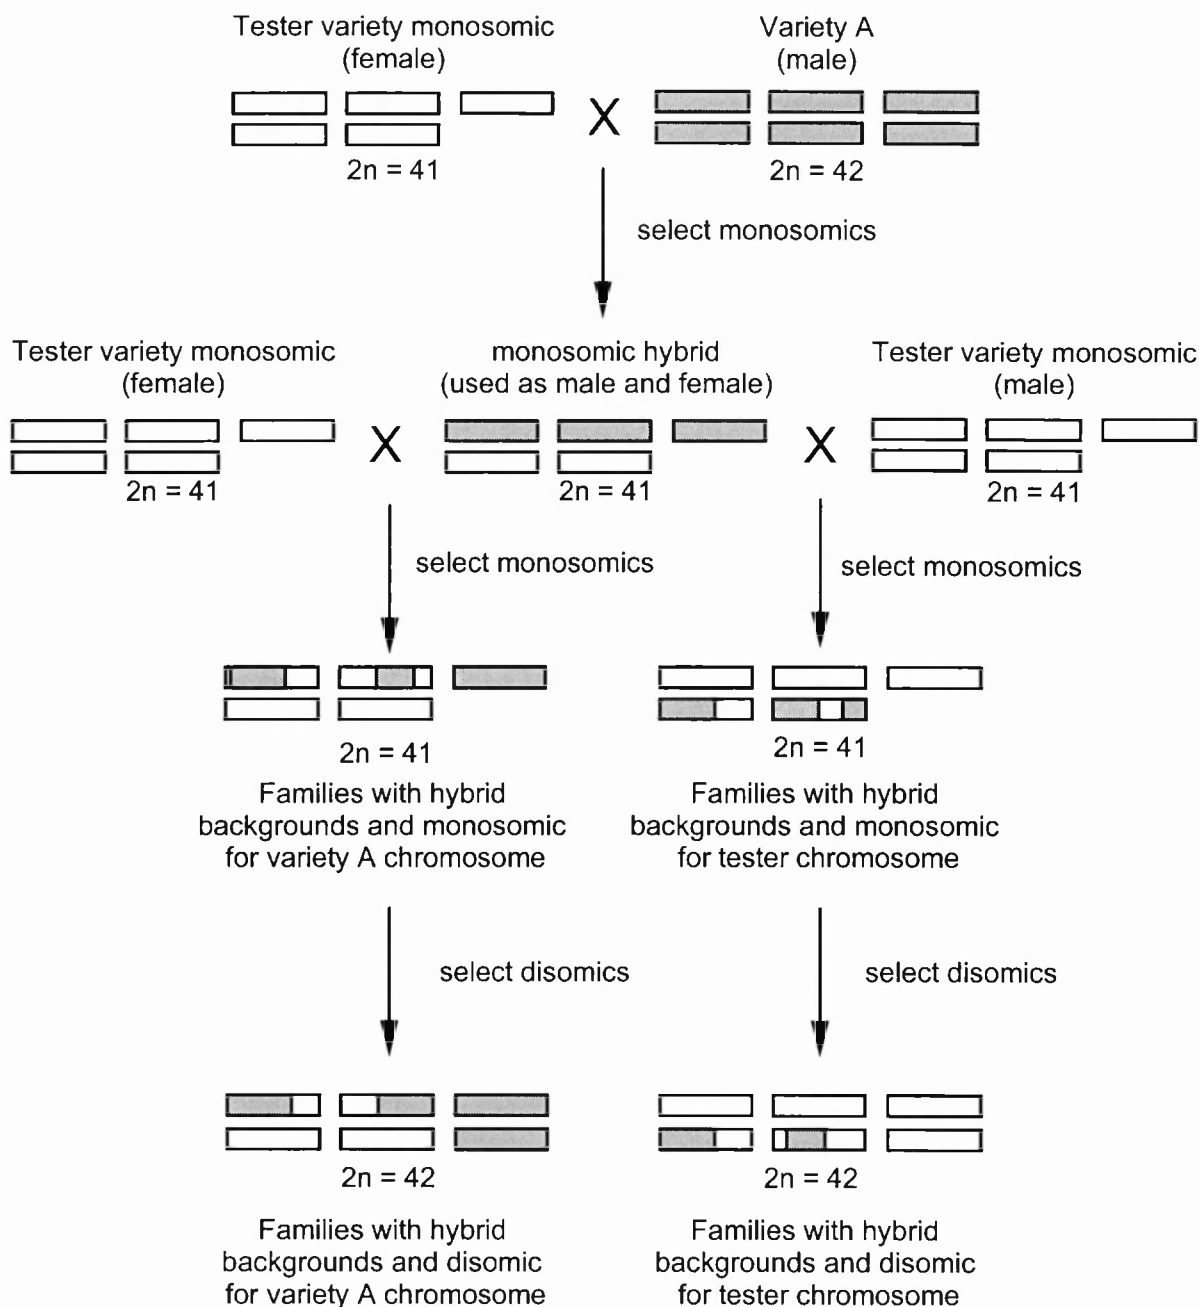 Tester variety monosomic
(female)
Variety A
(male)
X
2n = 41
2n = 42
select monosomics
Tester variety monosomic
(female)
monosomic hybrid
(used as male and female)
Tester variety monosomic
(male)
X
X
2n = 41
2n = 41
2n = 41
select monosomics
select monosomics
2n = 41
2n = 41
Families with hybrid
backgrounds and monosomic
for variety A chromosome
Families with hybrid
backgrounds and monosomic
for tester chromosome
select disomics
select disomics
2n = 42
2n = 42
Families with hybrid
backgrounds and disomic
for variety A chromosome
Families with hybrid
backgrounds and disomic
for tester chromosome